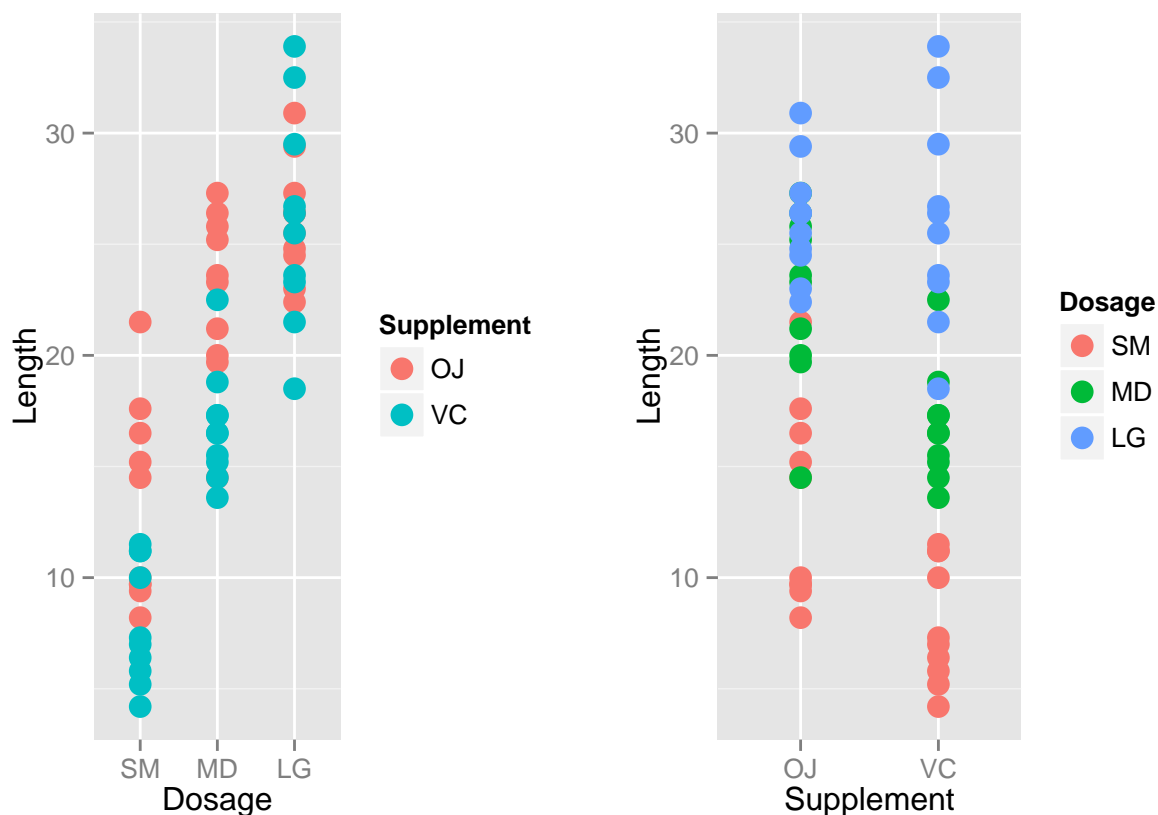 30
20
10
Length
SM MD LG
Dosage
Supplement
OJ
VC
30
20
10
Length
OJ VC
Supplement
Dosage
SM
MD
LG